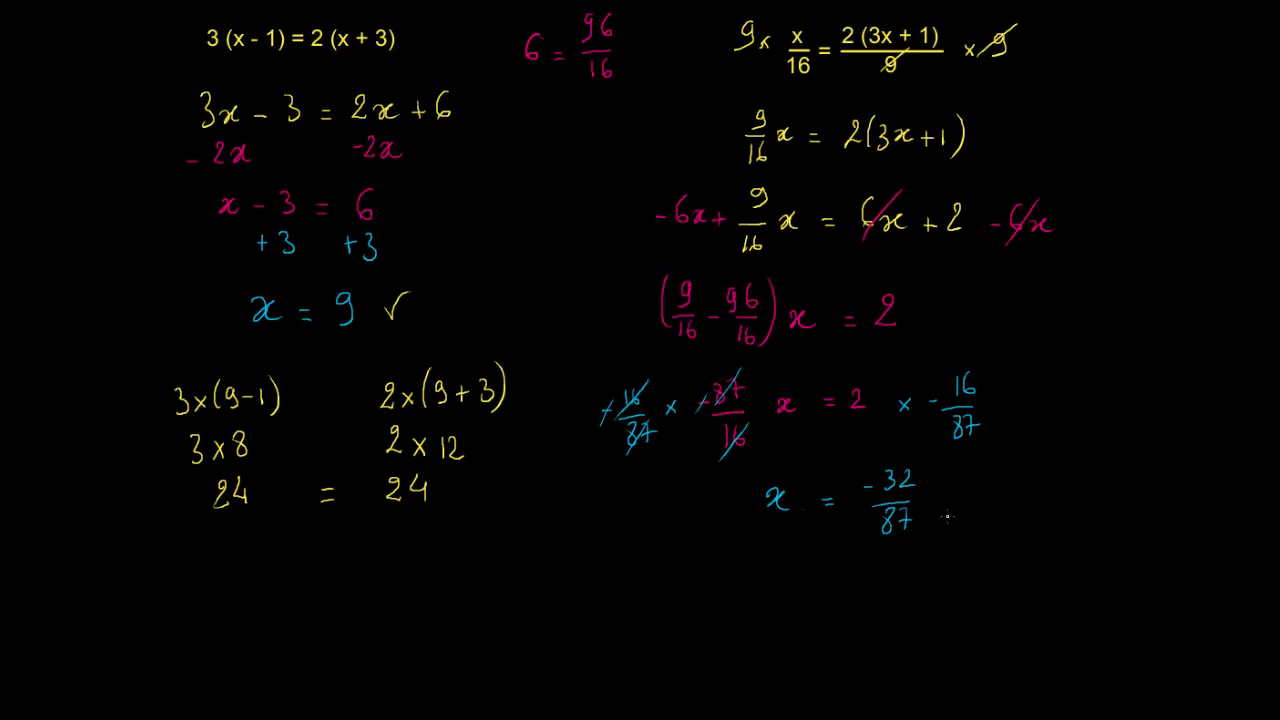 3 (x - 1) = 2 (x + 3)
3x - 3 = 2x + 6
- 2x -2x
x - 3 = 6
+3 +3
x = 9 ✓
3×(9-1) 2×(9+3)
3×8 2×12
24 = 24
6 = 96/16
9× x/16 = 2 (3x + 1)/9 ×9
9/16 x = 2(3x+1)
-6x+ 9/16 x = 6x + 2 - 6x
(9/16 - 96/16) x = 2
-16/87 × -87/16 x = 2 × -16/87
x = -32/87